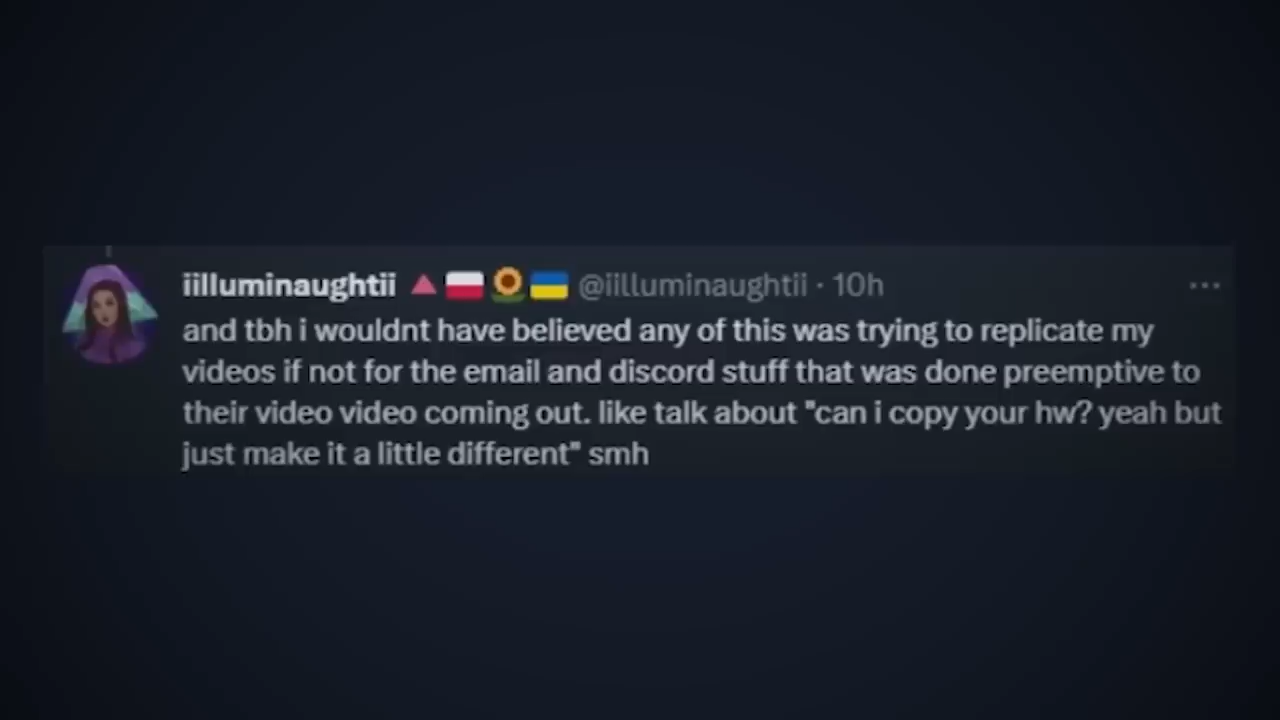 iilluminaughtii 🔺🇵🇱🌻🇺🇦 @iilluminaughtii · 10h
and tbh i wouldnt have believed any of this was trying to replicate my
videos if not for the email and discord stuff that was done preemptive to
their video video coming out. like talk about "can i copy your hw? yeah but
just make it a little different" smh